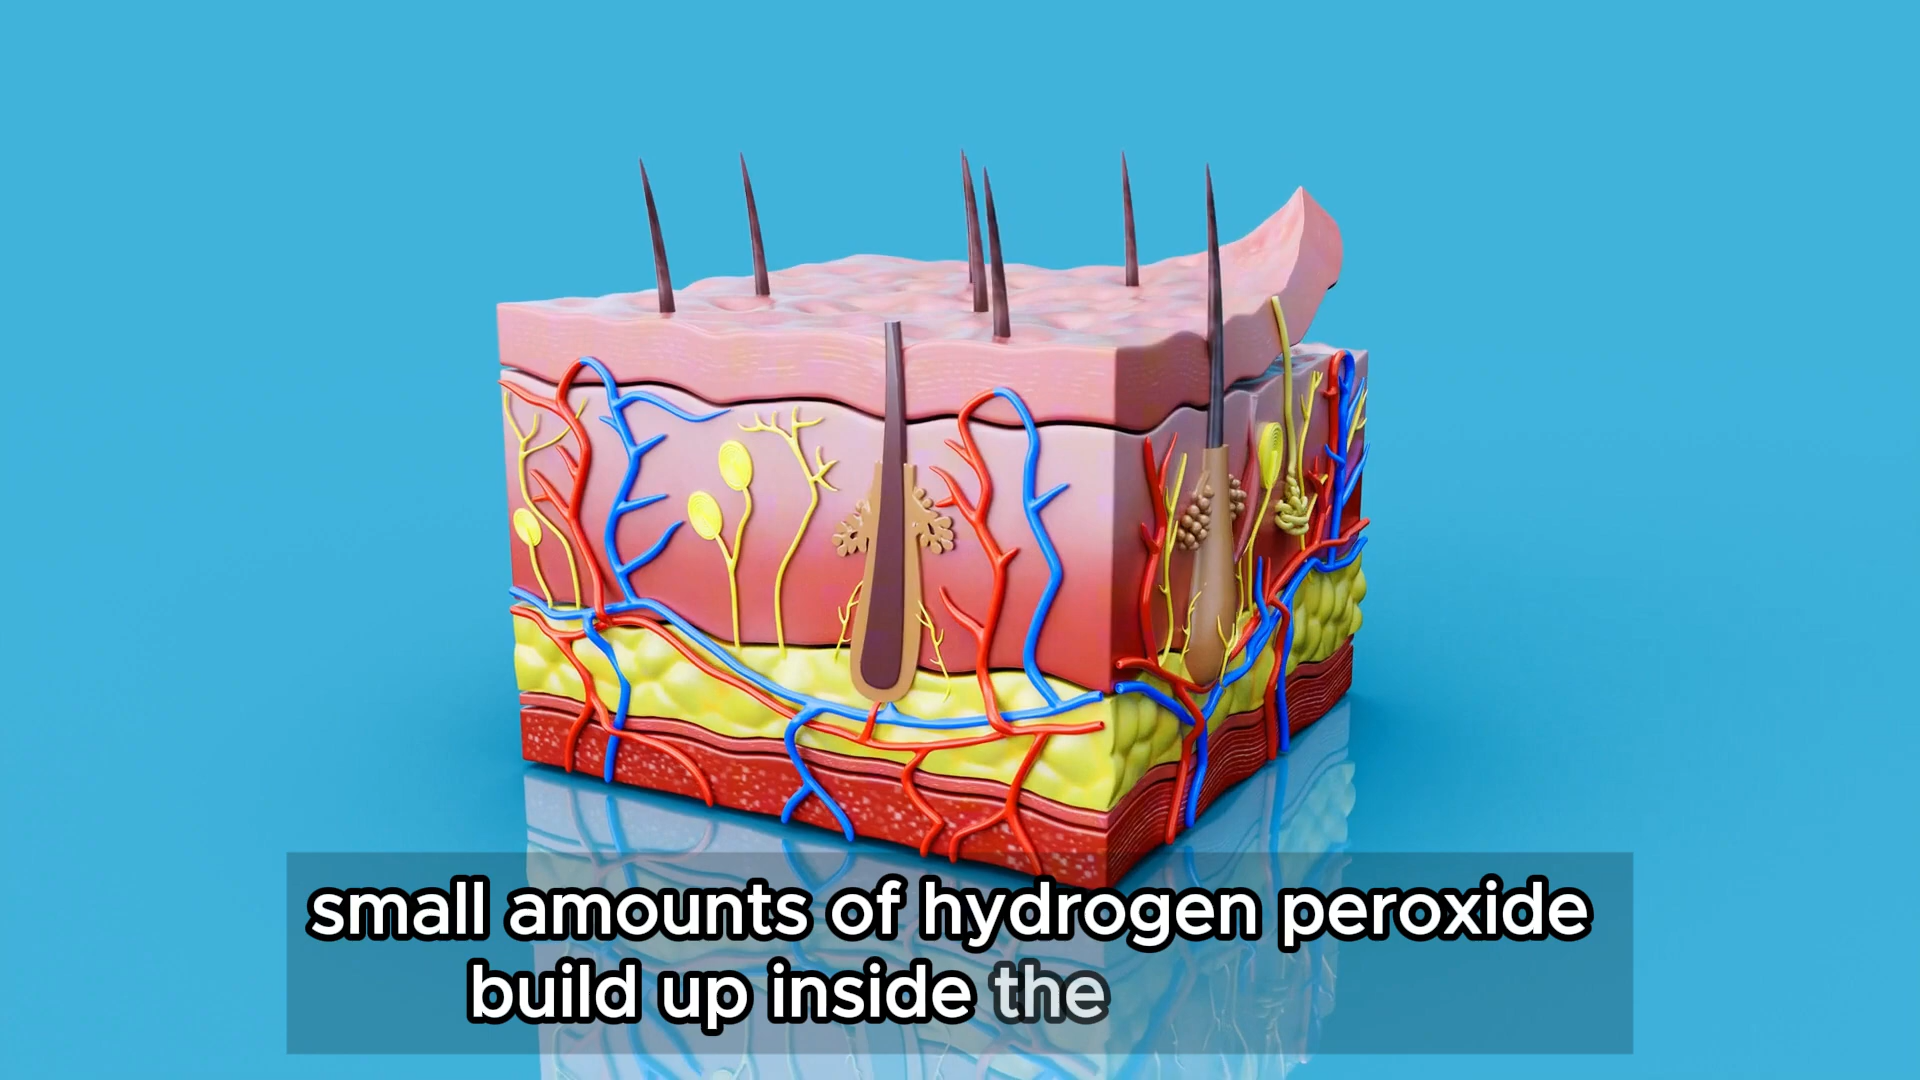 small amounts of hydrogen peroxide
build up inside the